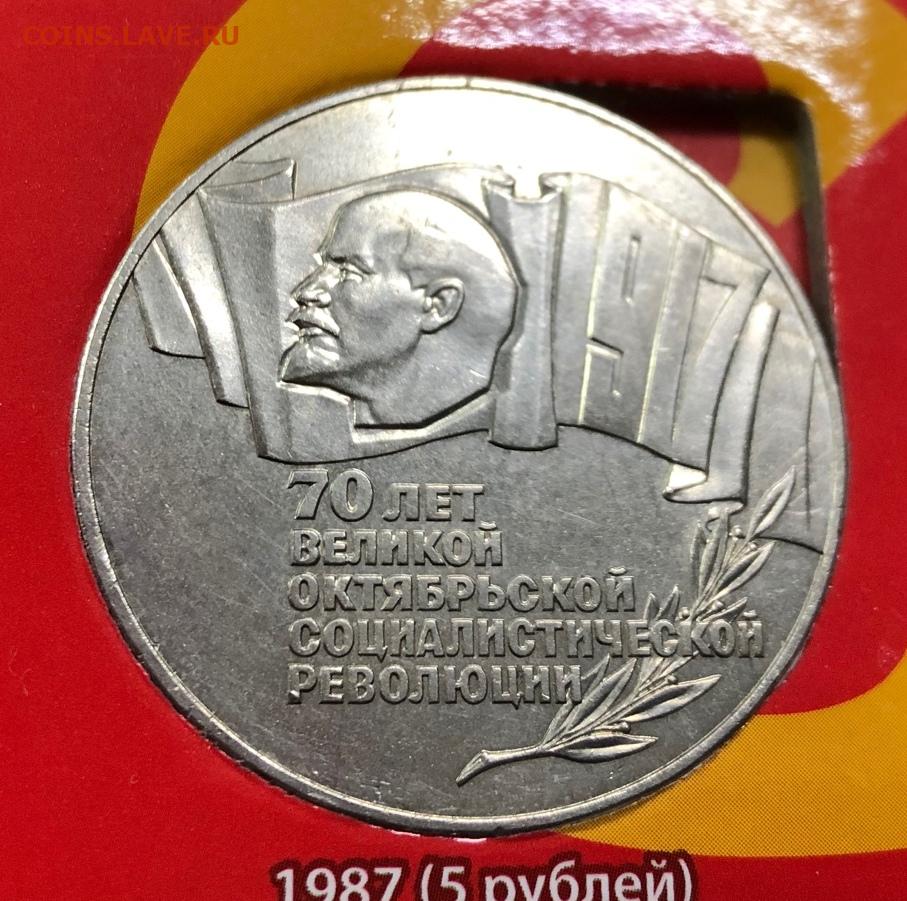 COINS.LAVE.RU
1917
70 ЛЕТ
ВЕЛИКОЙ
ОКТЯБРЬСКОЙ
СОЦИАЛИСТИЧЕСКОЙ
РЕВОЛЮЦИИ
1987 (5 рублей)